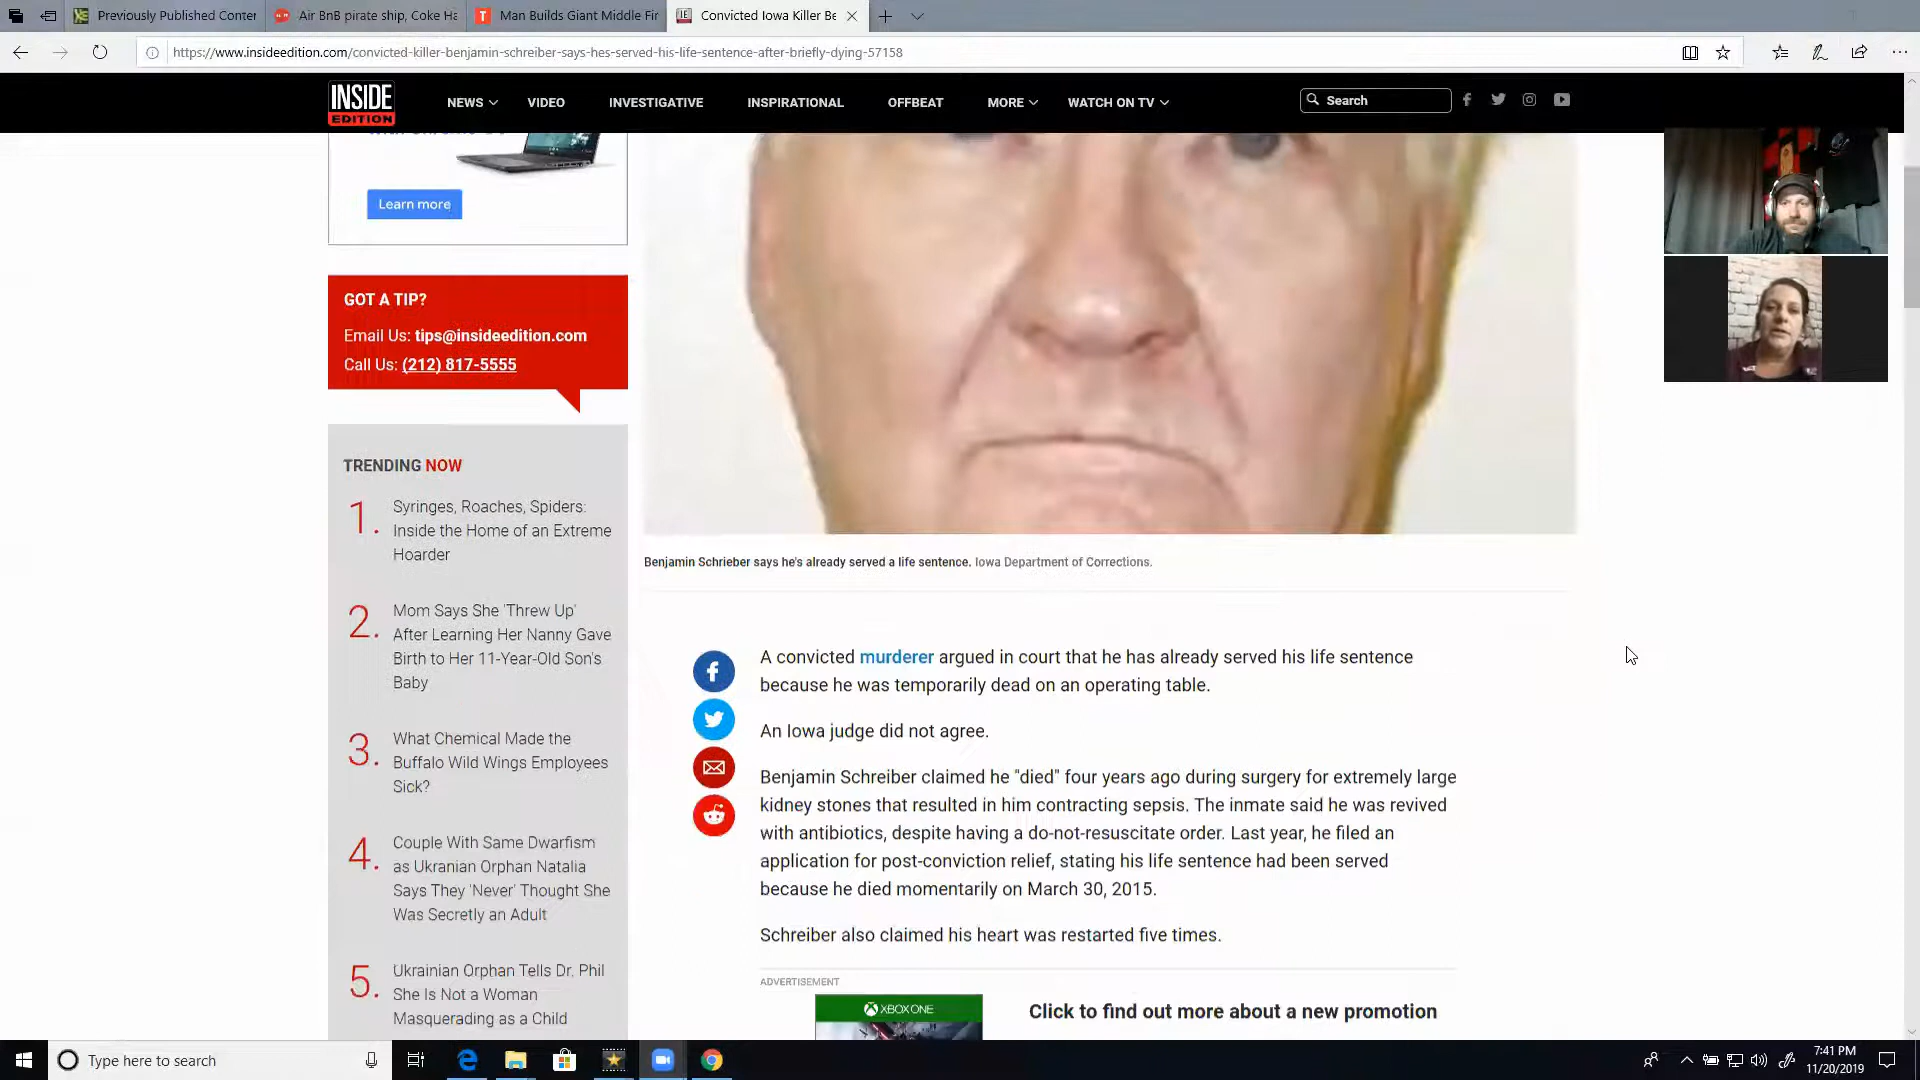 Previously Published Conter
Air BnB pirate ship, Coke Ha
Man Builds Giant Middle Fir
Convicted Iowa Killer Be
https://www.insideedition.com/convicted-killer-benjamin-schreiber-says-hes-served-his-life-sentence-after-briefly-dying-57158
INSIDE
EDITION
NEWS
VIDEO
INVESTIGATIVE
INSPIRATIONAL
OFFBEAT
MORE
WATCH ON TV
Search
Learn more
GOT A TIP?
Email Us: tips@insideedition.com
Call Us: (212) 817-5555
TRENDING NOW
1. Syringes, Roaches, Spiders:
Inside the Home of an Extreme
Hoarder
2. Mom Says She 'Threw Up'
After Learning Her Nanny Gave
Birth to Her 11-Year-Old Son's
Baby
3. What Chemical Made the
Buffalo Wild Wings Employees
Sick?
4. Couple With Same Dwarfism
as Ukranian Orphan Natalia
Says They 'Never' Thought She
Was Secretly an Adult
5. Ukrainian Orphan Tells Dr. Phil
She Is Not a Woman
Masquerading as a Child
Benjamin Schrieber says he's already served a life sentence. Iowa Department of Corrections.
A convicted murderer argued in court that he has already served his life sentence
because he was temporarily dead on an operating table.
An Iowa judge did not agree.
Benjamin Schreiber claimed he "died" four years ago during surgery for extremely large
kidney stones that resulted in him contracting sepsis. The inmate said he was revived
with antibiotics, despite having a do-not-resuscitate order. Last year, he filed an
application for post-conviction relief, stating his life sentence had been served
because he died momentarily on March 30, 2015.
Schreiber also claimed his heart was restarted five times.
ADVERTISEMENT
XBOX ONE
Click to find out more about a new promotion
Type here to search
7:41 PM
11/20/2019